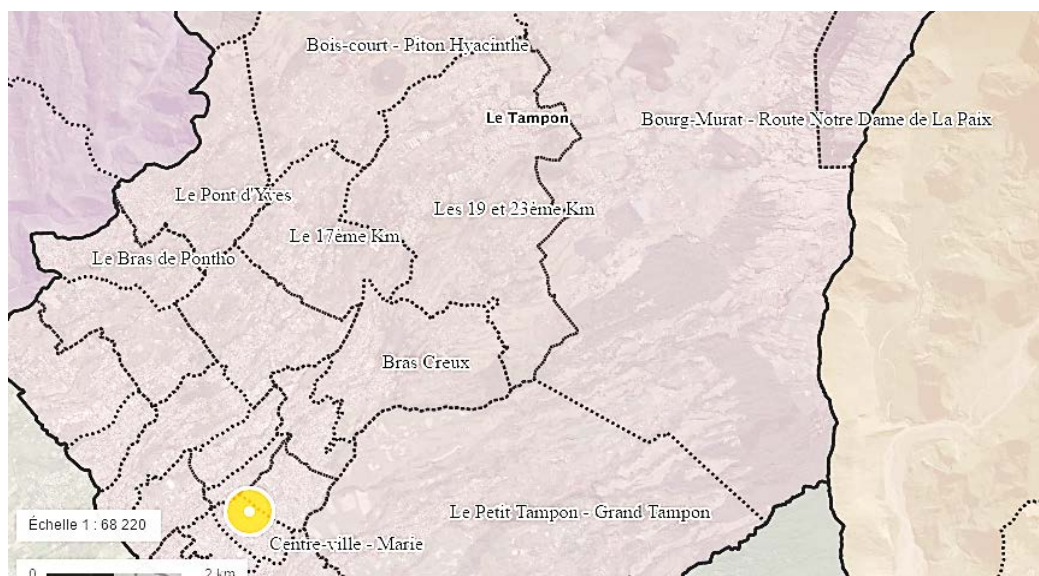 Bois-court - Piton Hyacinthe
Le Tampon
Bourg-Murat - Route Notre Dame de La Paix
Le Pont d'Yves
Les 19 et 23ème Km
Le 17ème Km
Le Bras de Pontho
Bras Creux
Le Petit Tampon - Grand Tampon
Échelle 1 : 68 220
Centre-ville - Marie
0 2 km